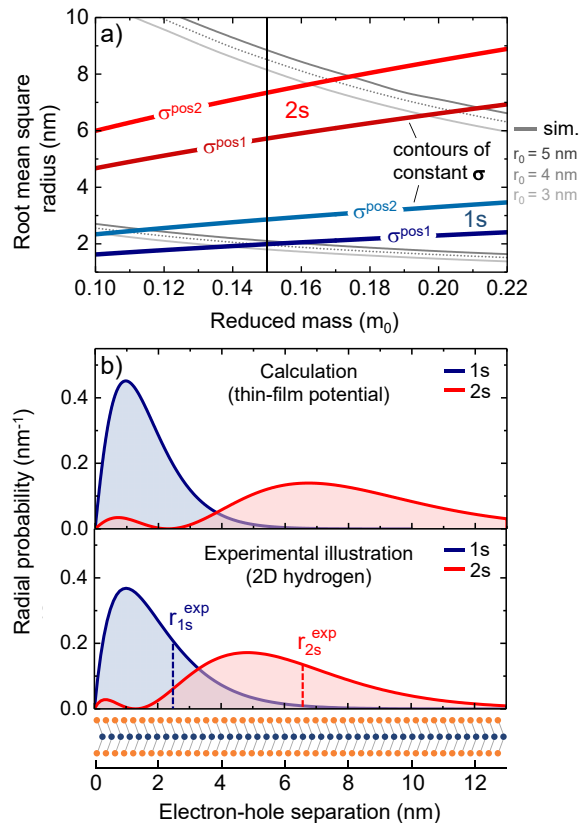 a)
10
8
6
4
2
Root mean square
radius (nm)
2s
σpos2
σpos1
contours of
constant σ
σpos2
1s
σpos1
sim.
r0 = 5 nm
r0 = 4 nm
r0 = 3 nm
0.10 0.12 0.14 0.16 0.18 0.20 0.22
Reduced mass (m0)
b)
Calculation
(thin-film potential)
1s
2s
0.4
0.2
0.0
Radial probability (nm-1)
Experimental illustration
(2D hydrogen)
1s
2s
r1sexp
r2sexp
0.4
0.2
0.0
0 2 4 6 8 10 12
Electron-hole separation (nm)